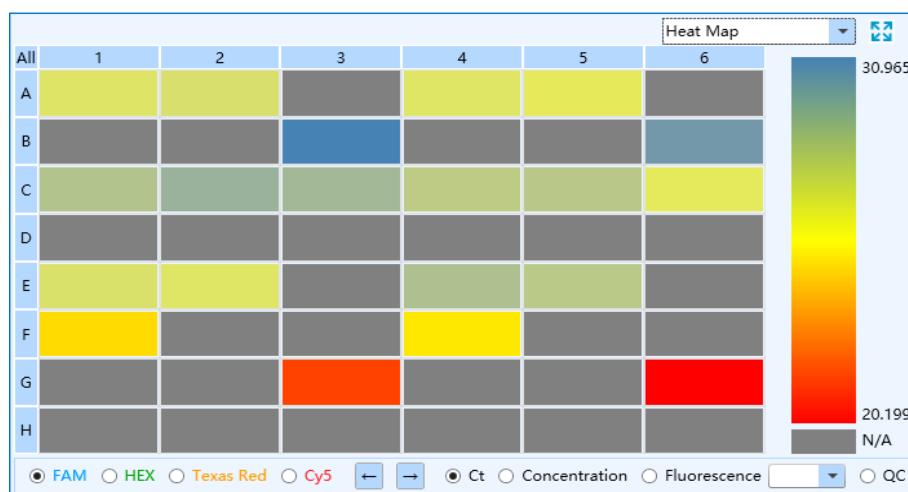 Heat Map
All 1 2 3 4 5 6
30.965
A
B
C
D
E
F
G
20.199
H
N/A
FAM HEX Texas Red Cy5 ← → Ct Concentration Fluorescence QC